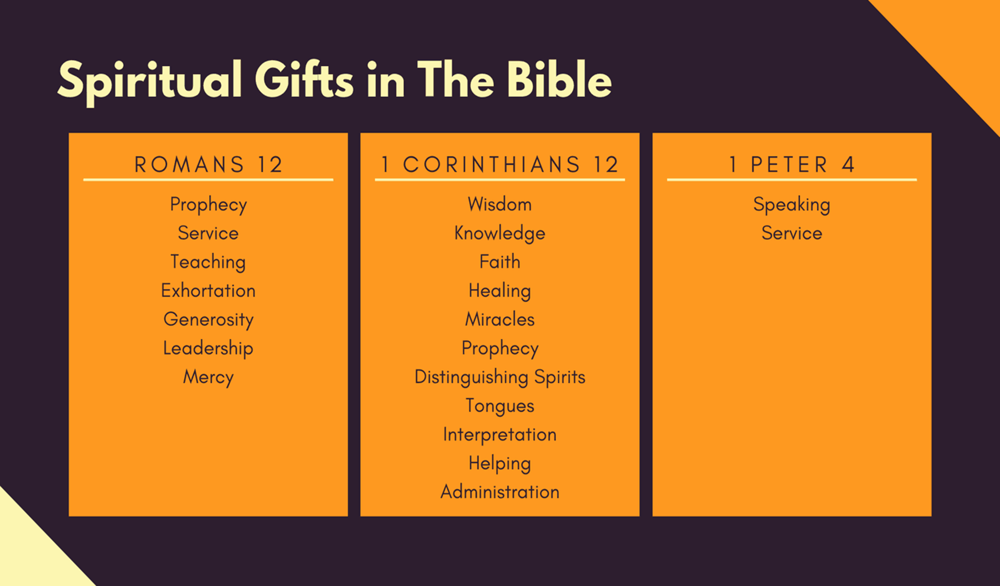 Spiritual Gifts in The Bible
ROMANS 12
Prophecy
Service
Teaching
Exhortation
Generosity
Leadership
Mercy
1 CORINTHIANS 12
Wisdom
Knowledge
Faith
Healing
Miracles
Prophecy
Distinguishing Spirits
Tongues
Interpretation
Helping
Administration
1 PETER 4
Speaking
Service